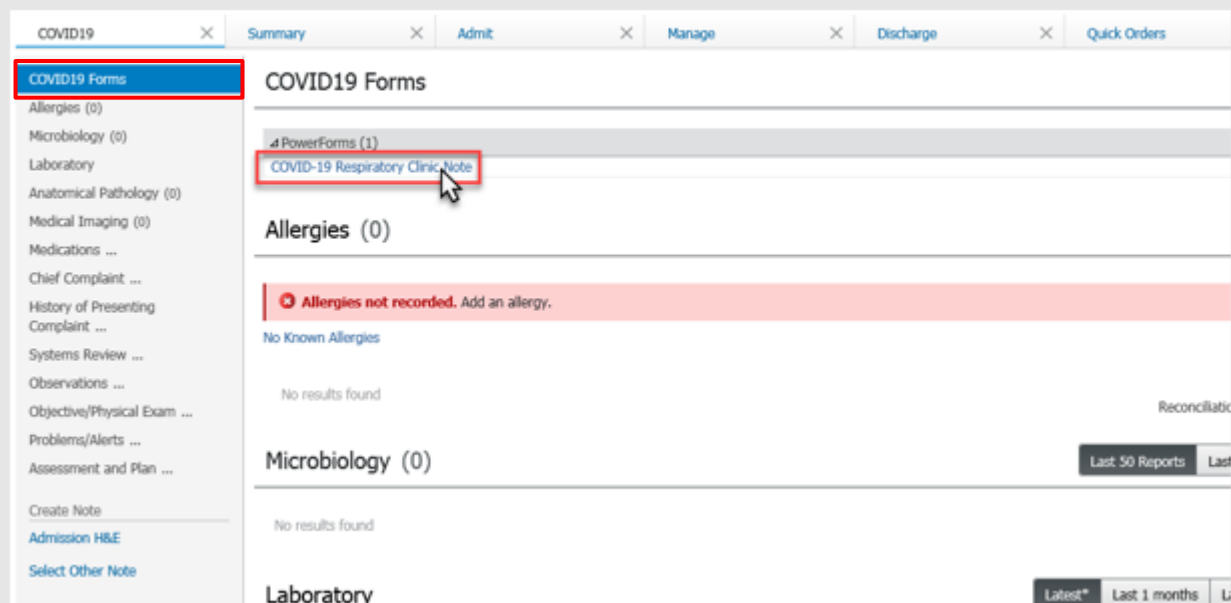 COVID19 Summary Admit Manage Discharge Quick Orders
COVID19 Forms
Allergies (0)
Microbiology (0)
Laboratory
Anatomical Pathology (0)
Medical Imaging (0)
Medications ...
Chief Complaint ...
History of Presenting
Complaint ...
Systems Review ...
Observations ...
Objective/Physical Exam ...
Problems/Alerts ...
Assessment and Plan ...
Create Note
Admission H&E
Select Other Note
COVID19 Forms
PowerForms (1)
COVID-19 Respiratory Clinic Note
Allergies (0)
Allergies not recorded. Add an allergy.
No Known Allergies
No results found
Microbiology (0)
Last 50 Reports Last
No results found
Laboratory
Latest* Last 1 months